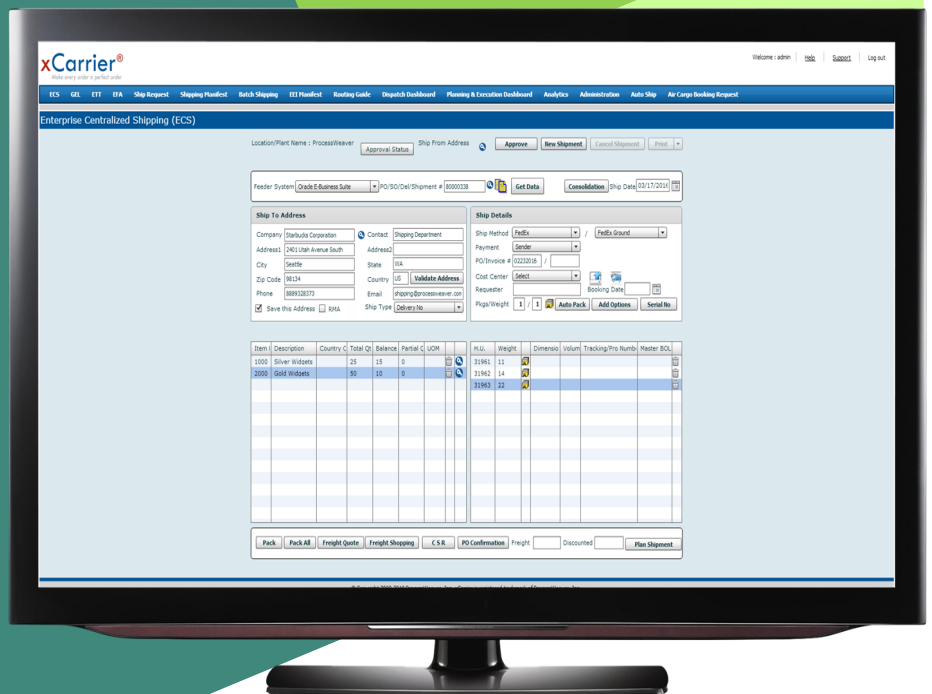 xCarrier®
Make every order a perfect order
Welcome : admin Help Support Log out
ECS GEL ETT EFA Ship Request Shipping Manifest Batch Shipping EEI Manifest Routing Guide Dispatch Dashboard Planning & Execution Dashboard Analytics Administration Auto Ship Air Cargo Booking Request
Enterprise Centralized Shipping (ECS)
Location/Plant Name : ProcessWeaver Approval Status Ship From Address Approve New Shipment Cancel Shipment Print
Feeder System Oracle E-Business Suite PO/SO/Del/Shipment # 80000338 Get Data Consolidation Ship Date 03/17/2016
Ship To Address
Company Starbucks Corporation Contact Shipping Department
Address1 2401 Utah Avenue South Address2
City Seattle State WA
Zip Code 98134 Country US Validate Address
Phone 8889328373 Email shipping@processweaver.com
Save this Address RMA Ship Type Delivery No
Ship Details
Ship Method FedEx / FedEx Ground
Payment Sender
PO/Invoice # 02232016 /
Cost Center Select
Requester Booking Date
Pkgs/Weight 1 / 1 Auto Pack Add Options Serial No
Item Description Country C Total Qt Balance Partial Q UOM
1000 Silver Widgets 25 15 0
2000 Gold Widgets 50 10 0
H.U. Weight Dimensio Volum Tracking/Pro Numb Master BOL
31961 11
31962 14
31963 22
Pack Pack All Freight Quote Freight Shopping C S R PO Confirmation Freight Discounted Plan Shipment